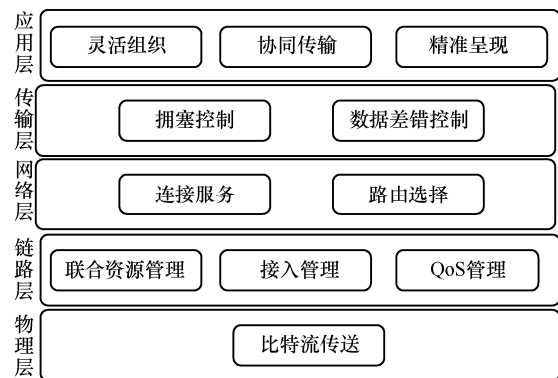 应用层
灵活组织 协同传输 精准呈现
传输层
拥塞控制 数据差错控制
网络层
连接服务 路由选择
链路层
联合资源管理 接入管理 QoS管理
物理层
比特流传送